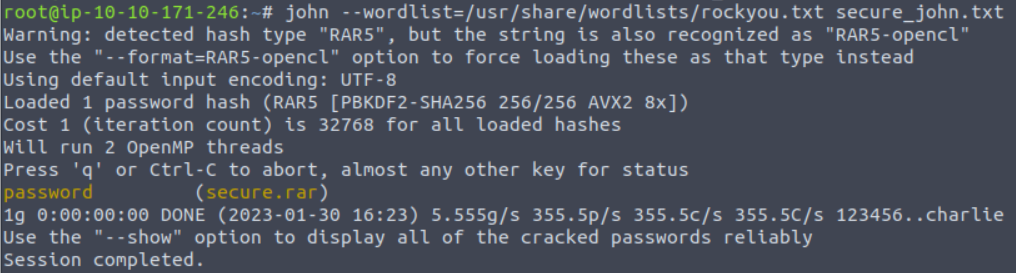 root@ip-10-10-171-246:~# john --wordlist=/usr/share/wordlists/rockyou.txt secure_john.txt
Warning: detected hash type "RAR5", but the string is also recognized as "RAR5-opencl"
Use the "--format=RAR5-opencl" option to force loading these as that type instead
Using default input encoding: UTF-8
Loaded 1 password hash (RAR5 [PBKDF2-SHA256 256/256 AVX2 8x])
Cost 1 (iteration count) is 32768 for all loaded hashes
Will run 2 OpenMP threads
Press 'q' or Ctrl-C to abort, almost any other key for status
password         (secure.rar)
1g 0:00:00:00 DONE (2023-01-30 16:23) 5.555g/s 355.5p/s 355.5c/s 355.5C/s 123456..charlie
Use the "--show" option to display all of the cracked passwords reliably
Session completed.